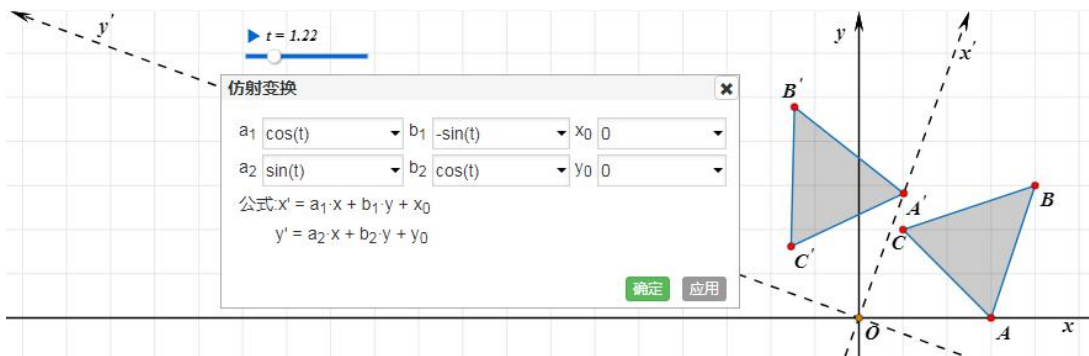 y'
t = 1.22
y
x'
仿射变换
B'
a1 cos(t) b1 -sin(t) x0 0
a2 sin(t) b2 cos(t) y0 0
公式:x' = a1·x + b1·y + x0
y' = a2·x + b2·y + y0
A'
B
C
C'
确定 应用
O
A
x